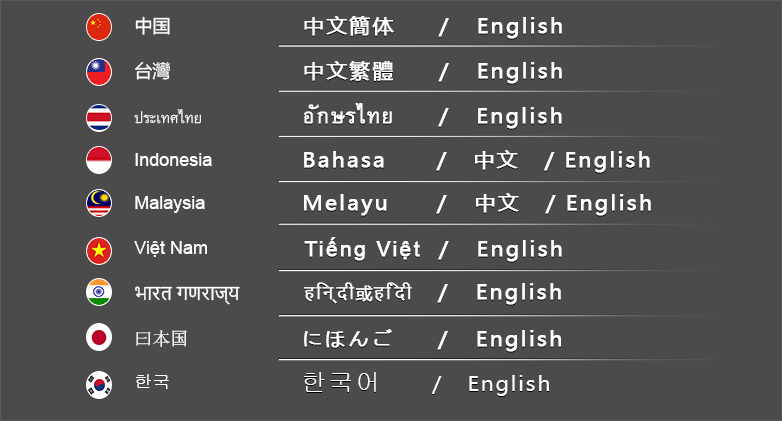 中国 中文簡体 / English
台灣 中文繁體 / English
ประเทศไทย อักษรไทย / English
Indonesia Bahasa / 中文 / English
Malaysia Melayu / 中文 / English
Việt Nam Tiếng Việt / English
भारत गणराज्य हनि्दी或हिंदी / English
日本国 にほんご / English
한국 한국어 / English